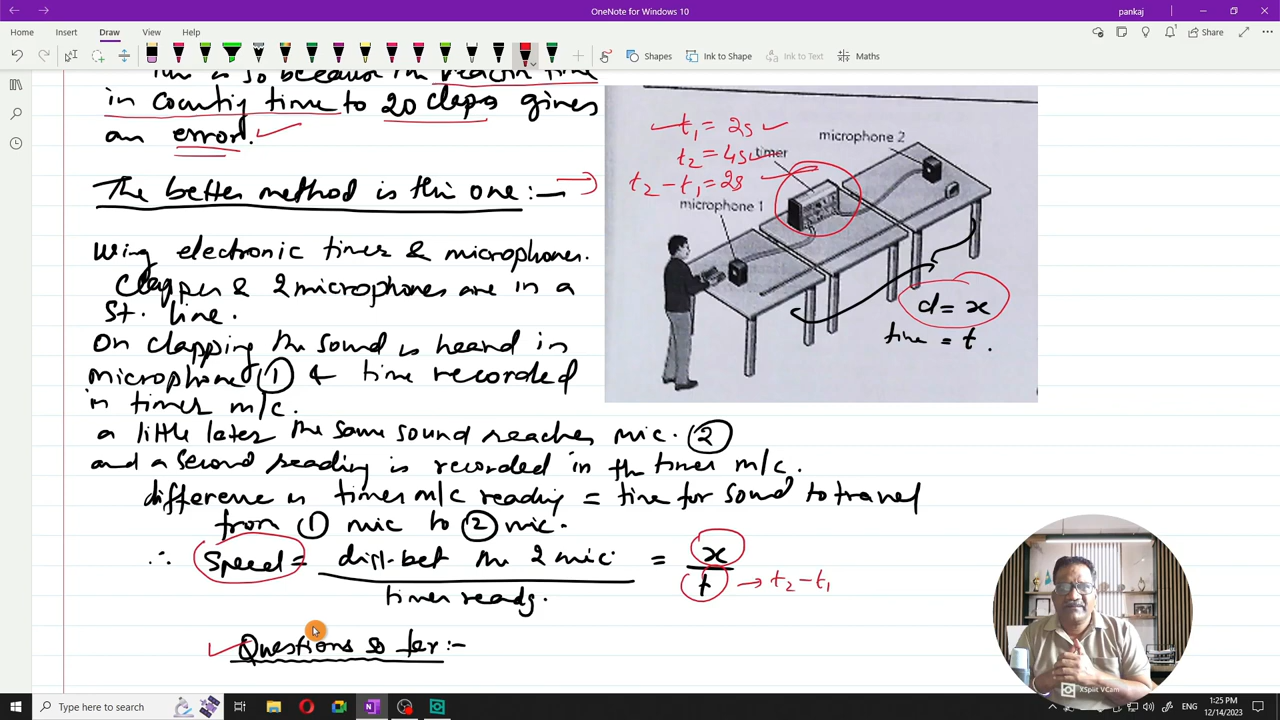 OneNote for Windows 10
pankaj
Home
Insert
Draw
View
Help
Share
Shapes
Ink to Shape
Ink to Text
Maths
in time to 20 claps gives
an error.
The better method is this one:-
electronic timer & microphones.
Clapper & 2 microphones are in a
St. line.
On clapping the sound is heard in
microphone 1 & time recorded
in timer m/c.
a little later the same sound reaches mic. 2
and a second reading is recorded in the timer m/c.
difference in timer m/c reading = time for sound to travel
from 1 mic to 2 mic.
∴ Speed = bet the 2 mic = x
timer t → t2 - t1
Questions so far:-
t1 = 2s
t2 = 4s
t2 - t1 = 2s
timer
microphone 2
microphone 1
d = x
time = t.
XSplit VCam
Type here to search
ENG
1:25 PM
12/14/2023